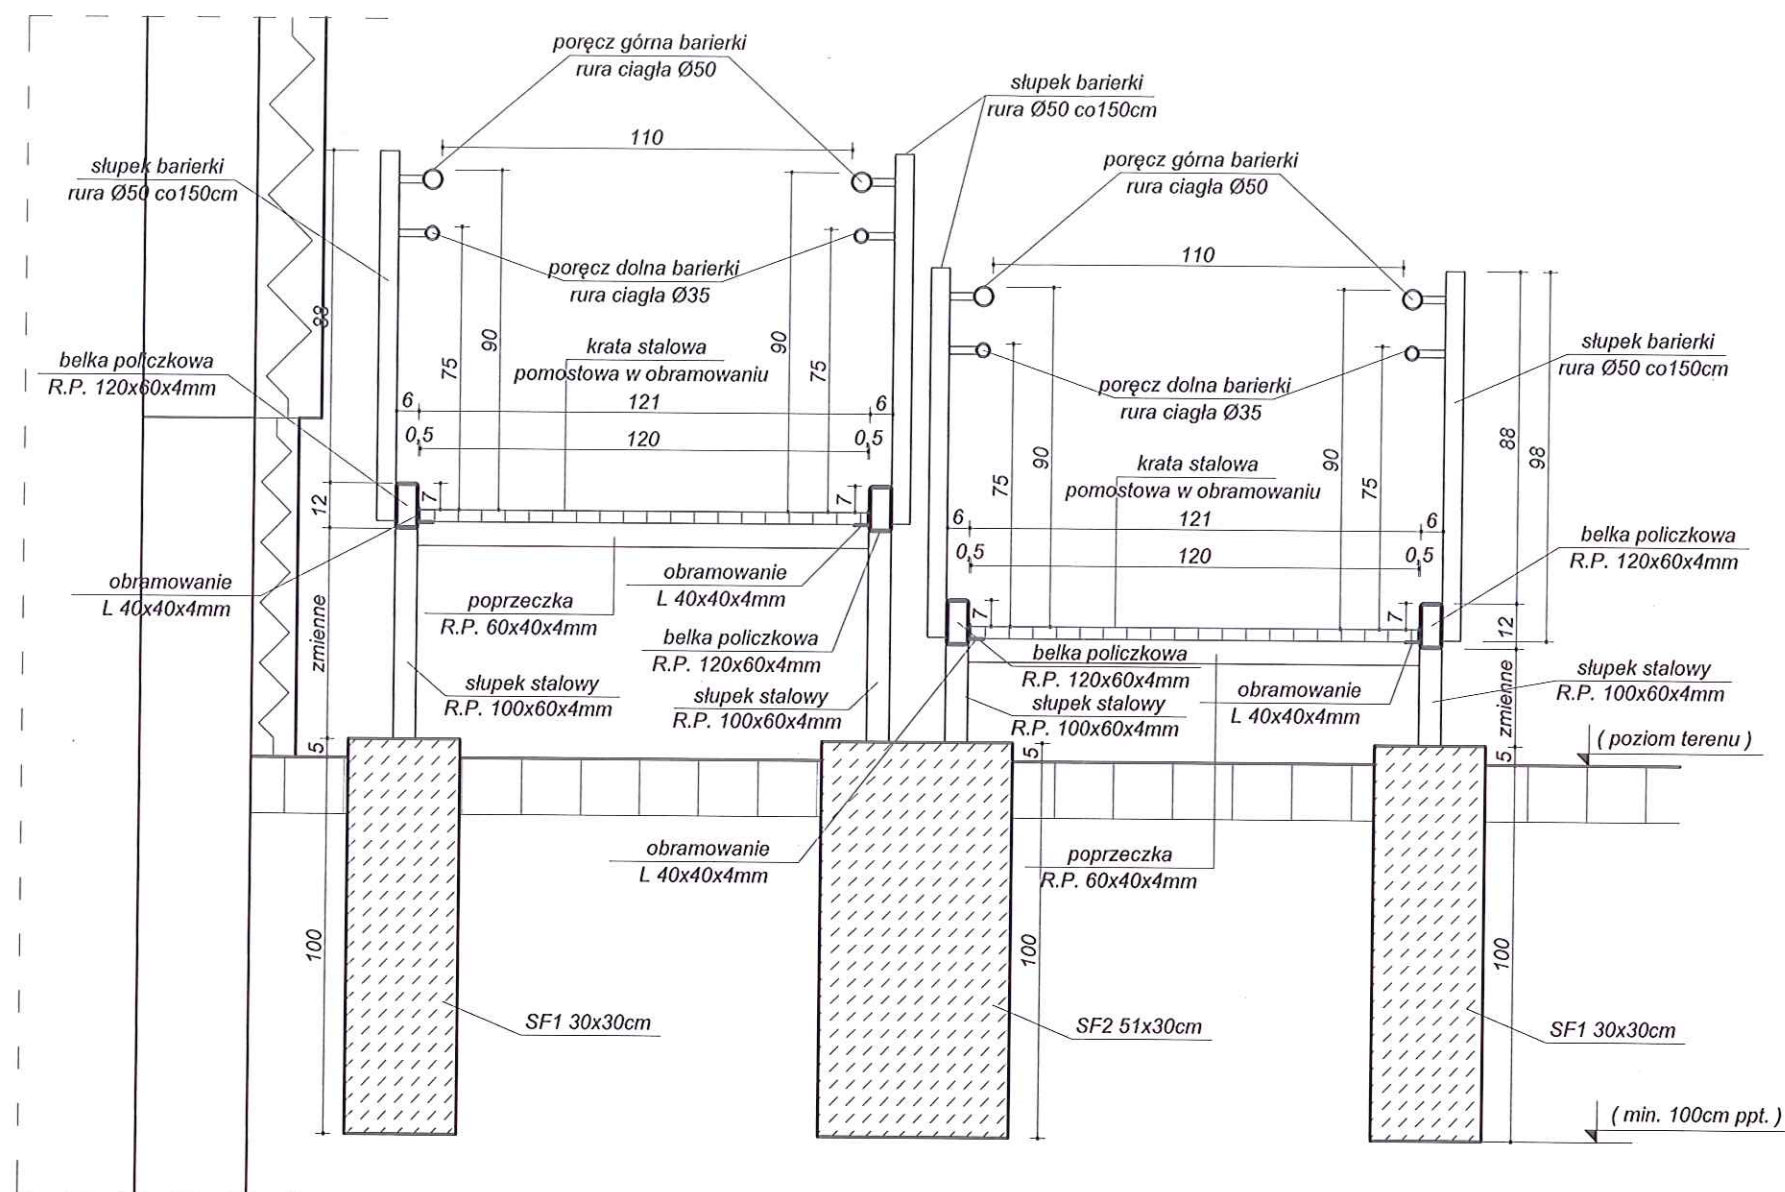 poręcz górna barierki
rura ciagła Ø50
słupek barierki
rura Ø50 co150cm
110
słupek barierki
rura Ø50 co150cm
poręcz górna barierki
rura ciagła Ø50
110
poręcz dolna barierki
rura ciagła Ø35
88
90
75
90
75
belka policzkowa
R.P. 120x60x4mm
krata stalowa
pomostowa w obramowaniu
6
121
6
0,5
120
0,5
słupek barierki
rura Ø50 co150cm
poręcz dolna barierki
rura ciagła Ø35
88
98
90
75
90
75
krata stalowa
pomostowa w obramowaniu
12
7
7
6
121
6
0,5
120
0,5
belka policzkowa
R.P. 120x60x4mm
obramowanie
L 40x40x4mm
obramowanie
L 40x40x4mm
poprzeczka
R.P. 60x40x4mm
7
7
12
zmienne
belka policzkowa
R.P. 120x60x4mm
belka policzkowa
R.P. 120x60x4mm
słupek stalowy
R.P. 100x60x4mm
słupek stalowy
R.P. 100x60x4mm
słupek stalowy
R.P. 100x60x4mm
obramowanie
L 40x40x4mm
słupek stalowy
R.P. 100x60x4mm
zmienne
5
5
5
( poziom terenu )
obramowanie
L 40x40x4mm
poprzeczka
R.P. 60x40x4mm
100
100
100
SF1 30x30cm
SF2 51x30cm
SF1 30x30cm
( min. 100cm ppt. )